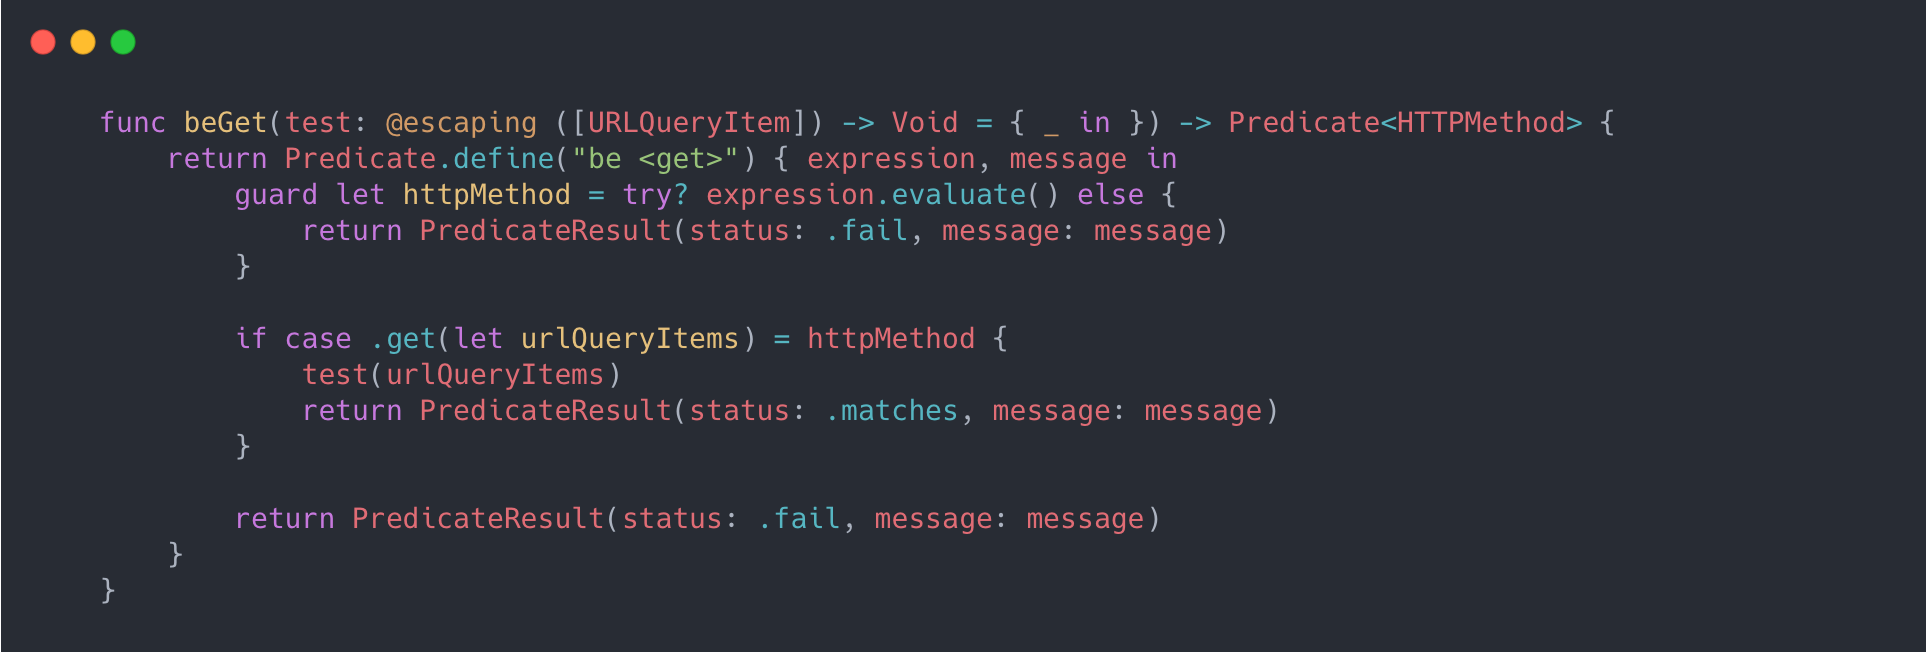 func beGet(test: @escaping ([URLQueryItem]) -> Void = { _ in }) -> Predicate<HTTPMethod> {
    return Predicate.define("be <get>") { expression, message in
        guard let httpMethod = try? expression.evaluate() else {
            return PredicateResult(status: .fail, message: message)
        }

        if case .get(let urlQueryItems) = httpMethod {
            test(urlQueryItems)
            return PredicateResult(status: .matches, message: message)
        }

        return PredicateResult(status: .fail, message: message)
    }
}